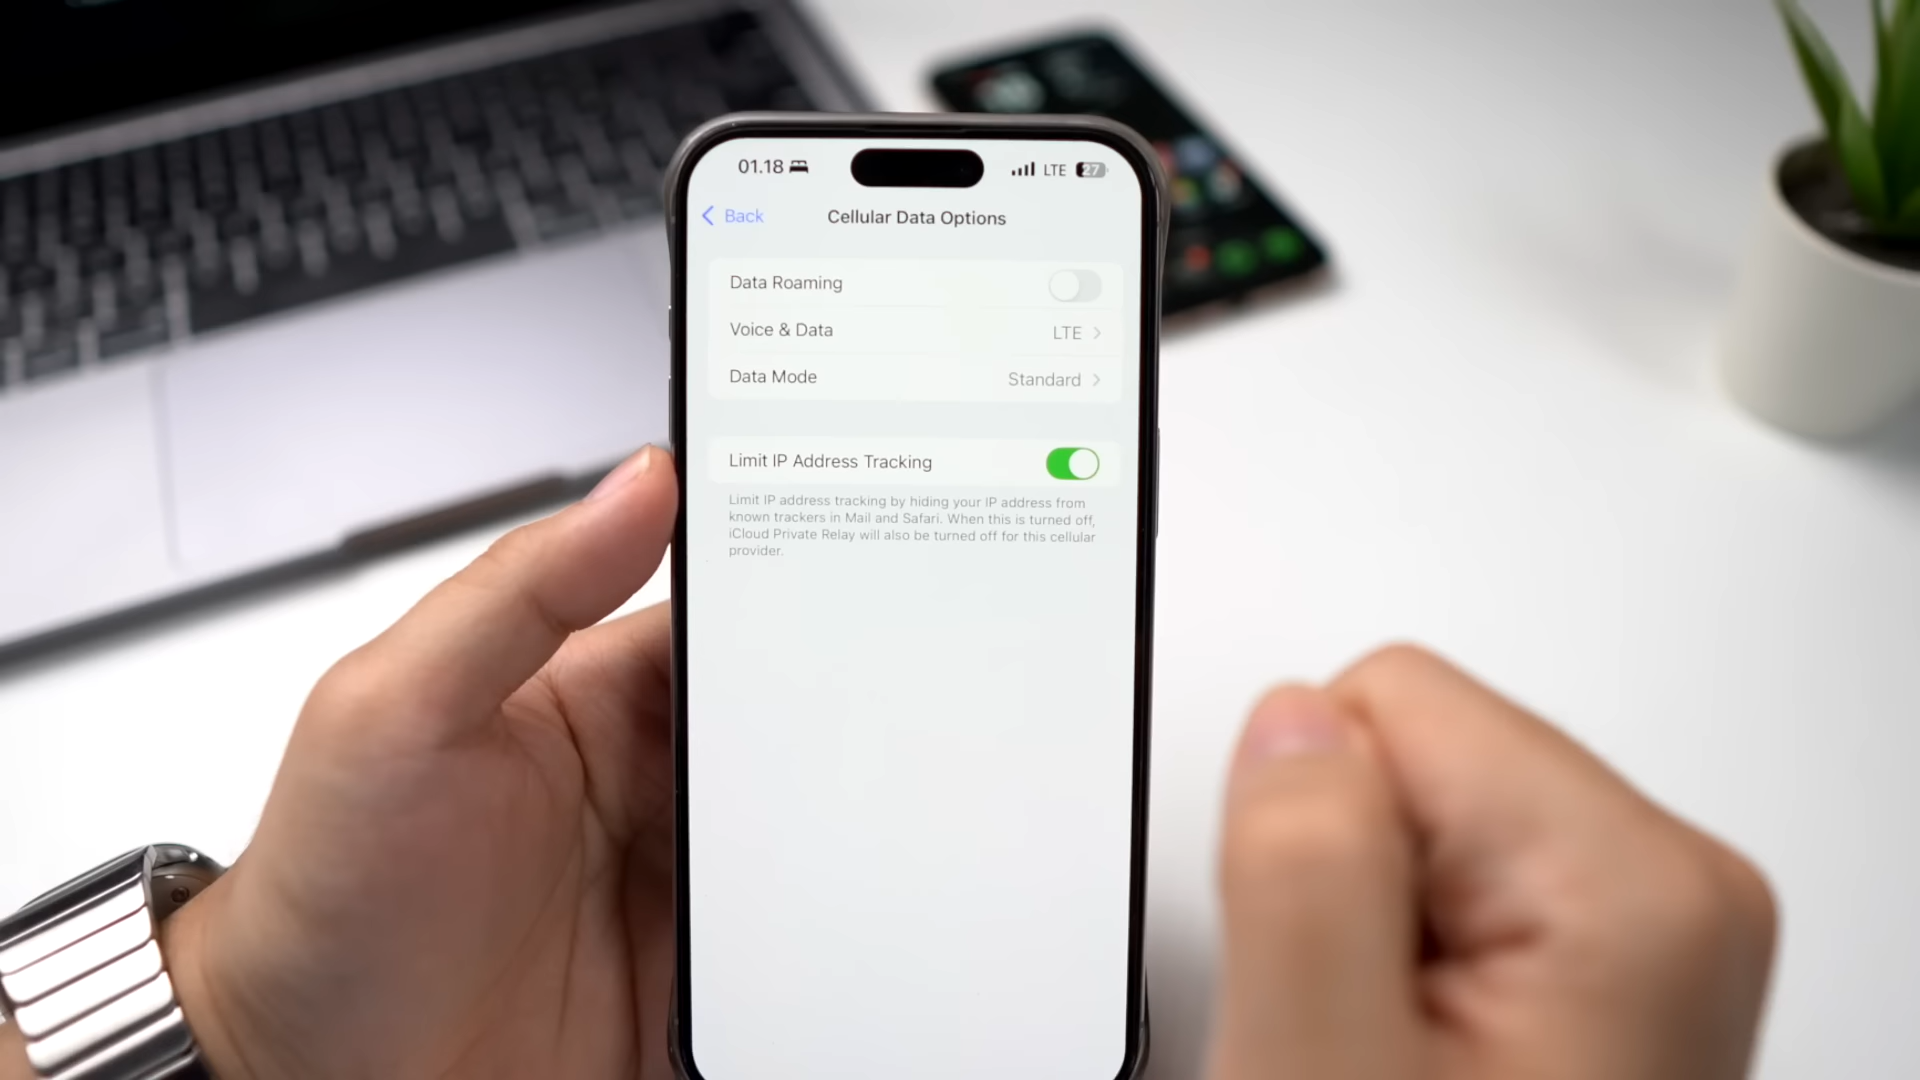 01.18 LTE 27
Back Cellular Data Options
Data Roaming
Voice & Data LTE
Data Mode Standard
Limit IP Address Tracking
Limit IP address tracking by hiding your IP address from
known trackers in Mail and Safari. When this is turned off,
iCloud Private Relay will also be turned off for this cellular
provider.